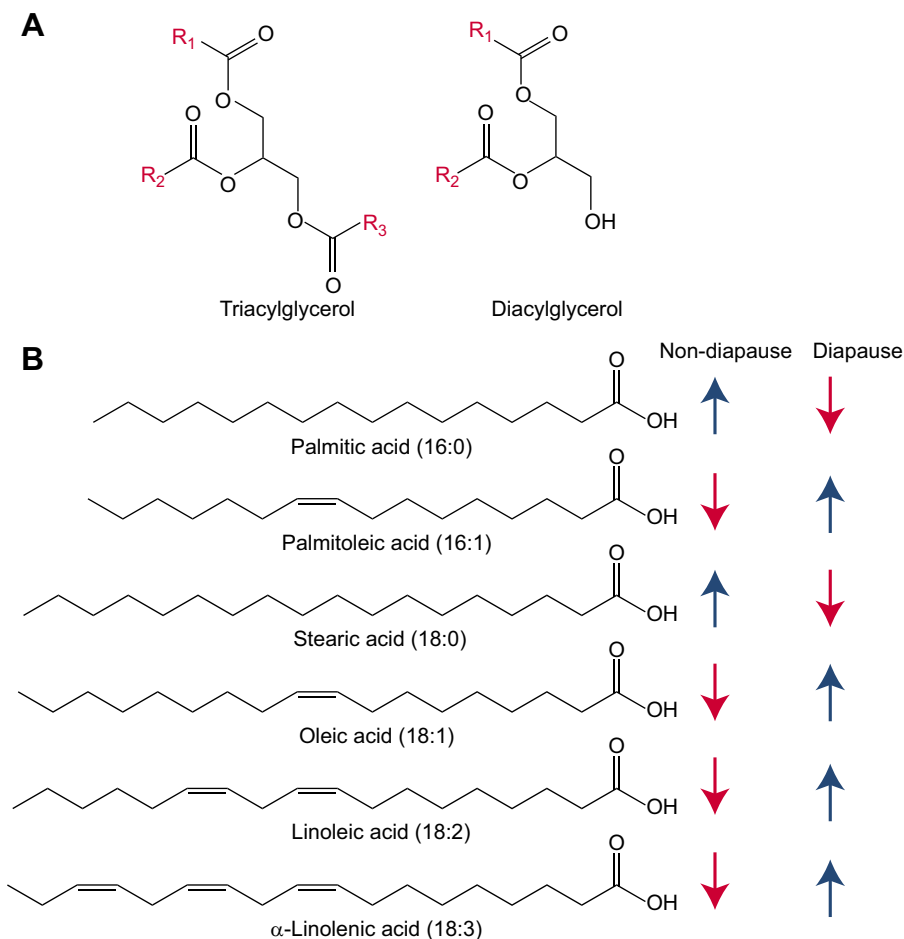 A
R₁
O
O
O
R₂
O
O
R₃
O
Triacylglycerol
R₁
O
O
O
R₂
O
OH
Diacylglycerol
B
Non-diapause Diapause
O
OH
Palmitic acid (16:0)
O
OH
Palmitoleic acid (16:1)
O
OH
Stearic acid (18:0)
O
OH
Oleic acid (18:1)
O
OH
Linoleic acid (18:2)
O
OH
α-Linolenic acid (18:3)